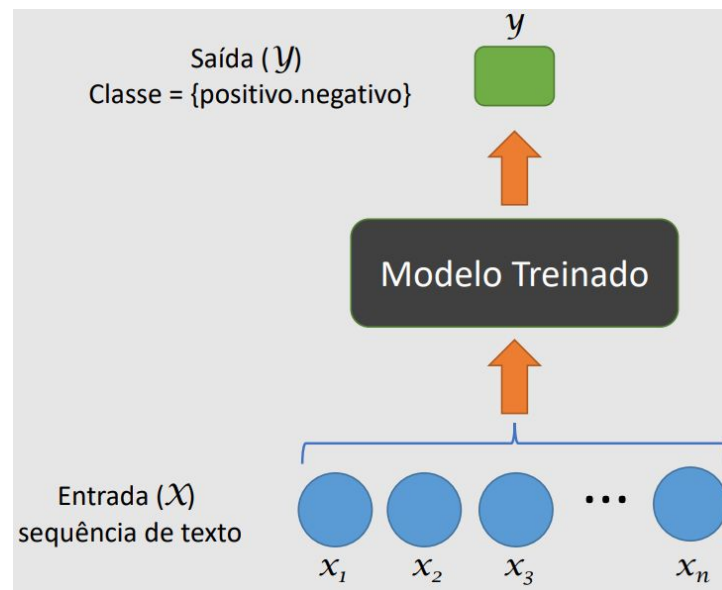 y
Saída (y)
Classe = {positivo.negativo}
Modelo Treinado
Entrada (X)
sequência de texto
...
x₁ x₂ x₃ xₙ